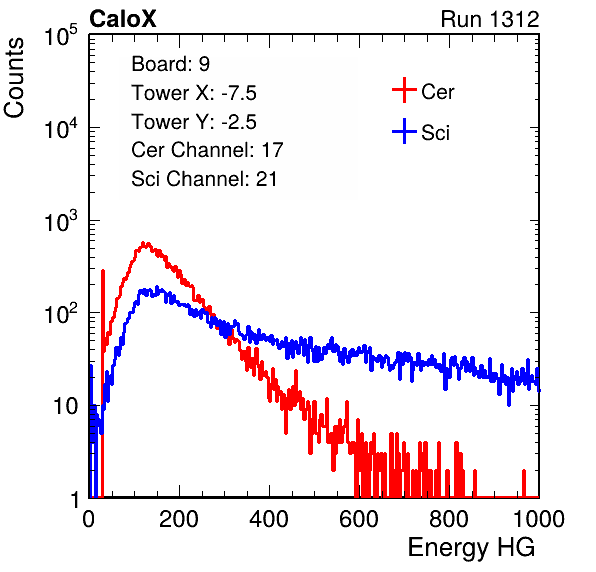 CaloX Run 1312
Counts
10^5
10^4
10^3
10^2
10
1
Board: 9
Tower X: -7.5
Tower Y: -2.5
Cer Channel: 17
Sci Channel: 21
Cer
Sci
0 200 400 600 800 1000
Energy HG